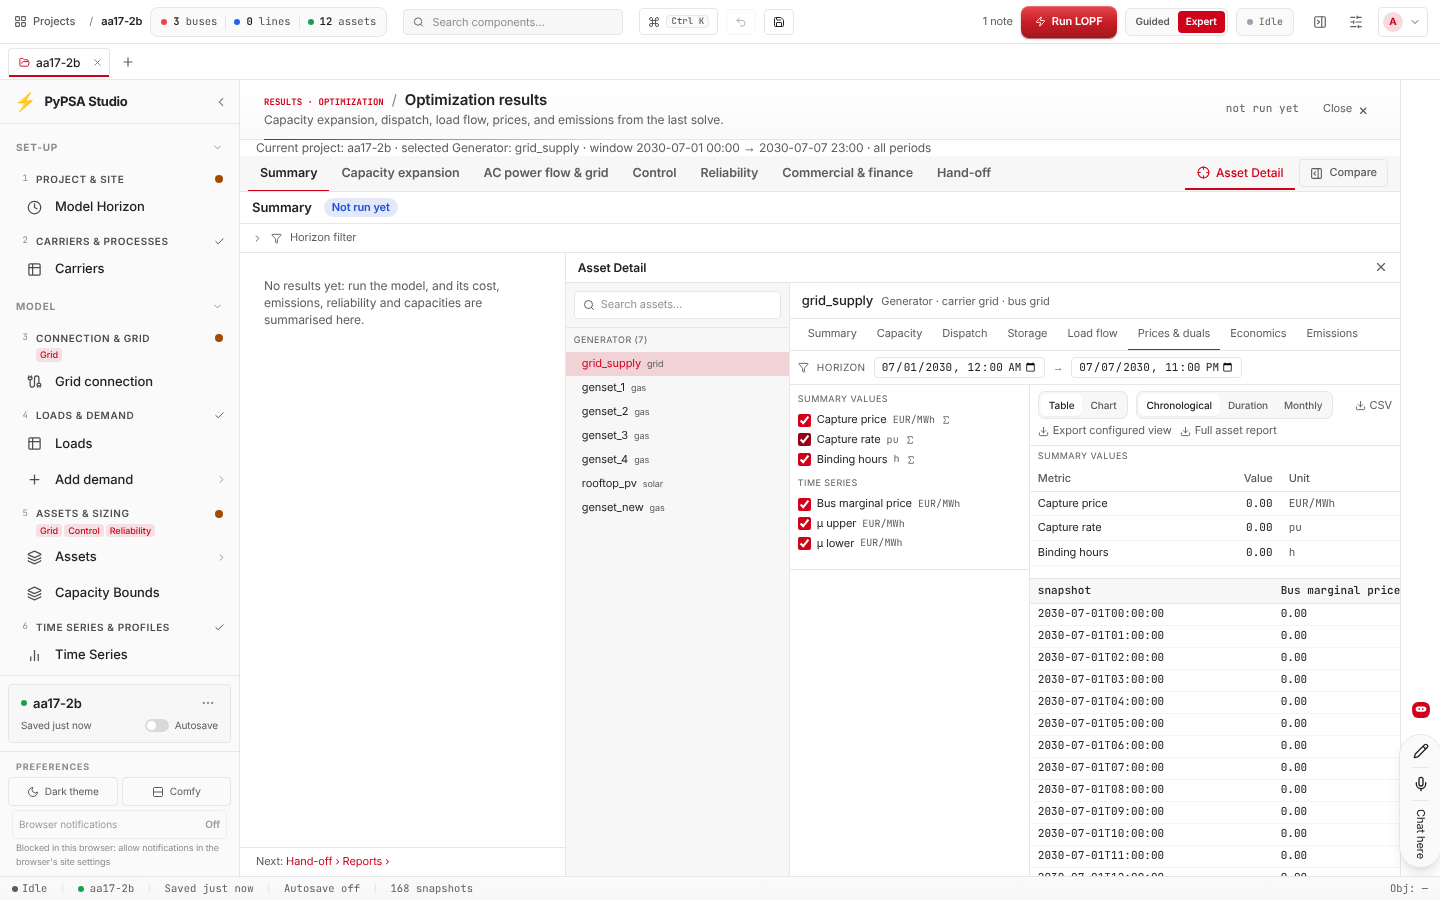 Projects / aa17-2b 3 buses 0 lines 12 assets Search components... ⌘ Ctrl K 1 note Run LOPF Guided Expert Idle A
aa17-2b × +
PyPSA Studio
RESULTS · OPTIMIZATION / Optimization results
Capacity expansion, dispatch, load flow, prices, and emissions from the last solve.
not run yet Close ×
Current project: aa17-2b · selected Generator: grid_supply · window 2030-07-01 00:00 → 2030-07-07 23:00 · all periods
Summary Capacity expansion AC power flow & grid Control Reliability Commercial & finance Hand-off Asset Detail Compare
Summary Not run yet
Horizon filter
SET-UP
1 PROJECT & SITE
Model Horizon
2 CARRIERS & PROCESSES
Carriers
MODEL
3 CONNECTION & GRID
Grid
Grid connection
4 LOADS & DEMAND
Loads
Add demand
5 ASSETS & SIZING
Grid Control Reliability
Assets
Capacity Bounds
6 TIME SERIES & PROFILES
Time Series
aa17-2b ...
Saved just now Autosave
PREFERENCES
Dark theme Comfy
Browser notifications Off
Blocked in this browser: allow notifications in the
browser's site settings
No results yet: run the model, and its cost,
emissions, reliability and capacities are
summarised here.
Next: Hand-off › Reports ›
Asset Detail
Search assets...
GENERATOR (7)
grid_supply grid
genset_1 gas
genset_2 gas
genset_3 gas
genset_4 gas
rooftop_pv solar
genset_new gas
grid_supply Generator · carrier grid · bus grid
Summary Capacity Dispatch Storage Load flow Prices & duals Economics Emissions
HORIZON 07/01/2030, 12:00 AM → 07/07/2030, 11:00 PM
SUMMARY VALUES
Capture price EUR/MWh Σ
Capture rate pu Σ
Binding hours h Σ
TIME SERIES
Bus marginal price EUR/MWh
µ upper EUR/MWh
µ lower EUR/MWh
Table Chart Chronological Duration Monthly CSV
Export configured view Full asset report
SUMMARY VALUES
Metric Value Unit
Capture price 0.00 EUR/MWh
Capture rate 0.00 pu
Binding hours 0.00 h
snapshot Bus marginal price
2030-07-01T00:00:00 0.00
2030-07-01T01:00:00 0.00
2030-07-01T02:00:00 0.00
2030-07-01T03:00:00 0.00
2030-07-01T04:00:00 0.00
2030-07-01T05:00:00 0.00
2030-07-01T06:00:00 0.00
2030-07-01T07:00:00 0.00
2030-07-01T08:00:00 0.00
2030-07-01T09:00:00 0.00
2030-07-01T10:00:00 0.00
2030-07-01T11:00:00 0.00
2030-07-01T12:00:00 0.00
Chat here
Idle aa17-2b Saved just now Autosave off 168 snapshots Obj: —